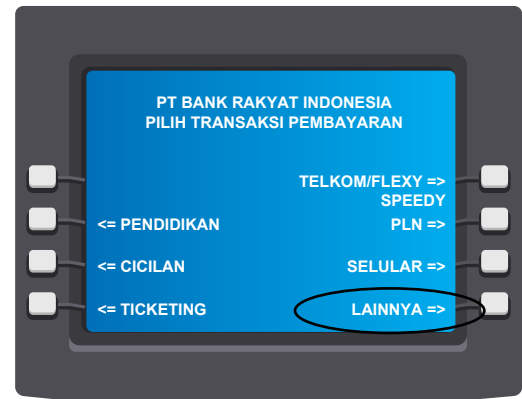 PT BANK RAKYAT INDONESIA
PILIH TRANSAKSI PEMBAYARAN
TELKOM/FLEXY =>
SPEEDY
<= PENDIDIKAN
PLN =>
<= CICILAN
SELULAR =>
<= TICKETING
LAINNYA =>